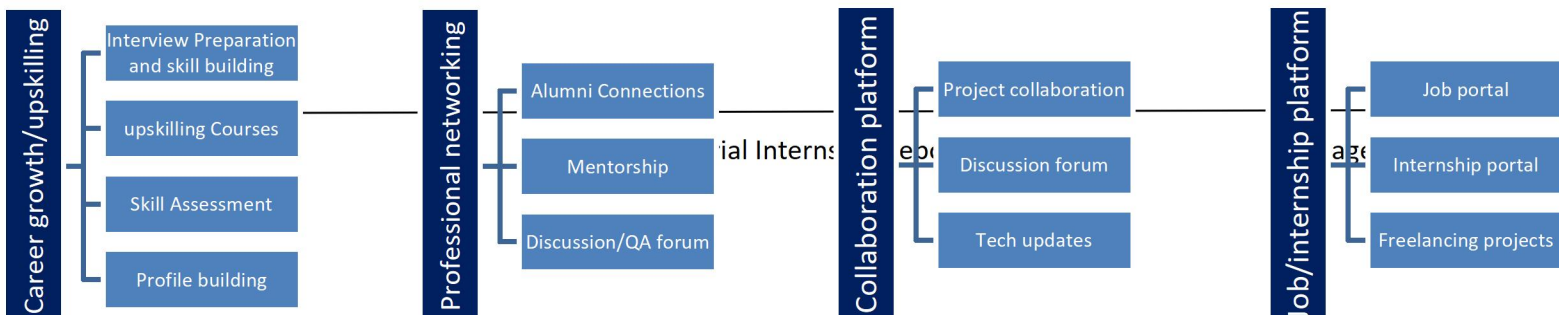 Career growth/upskilling
Interview Preparation
and skill building
upskilling Courses
Skill Assessment
Profile building
Professional networking
Alumni Connections
Mentorship
Discussion/QA forum
Collaboration platform
Project collaboration
Discussion forum
Tech updates
Job/internship platform
Job portal
Internship portal
Freelancing projects